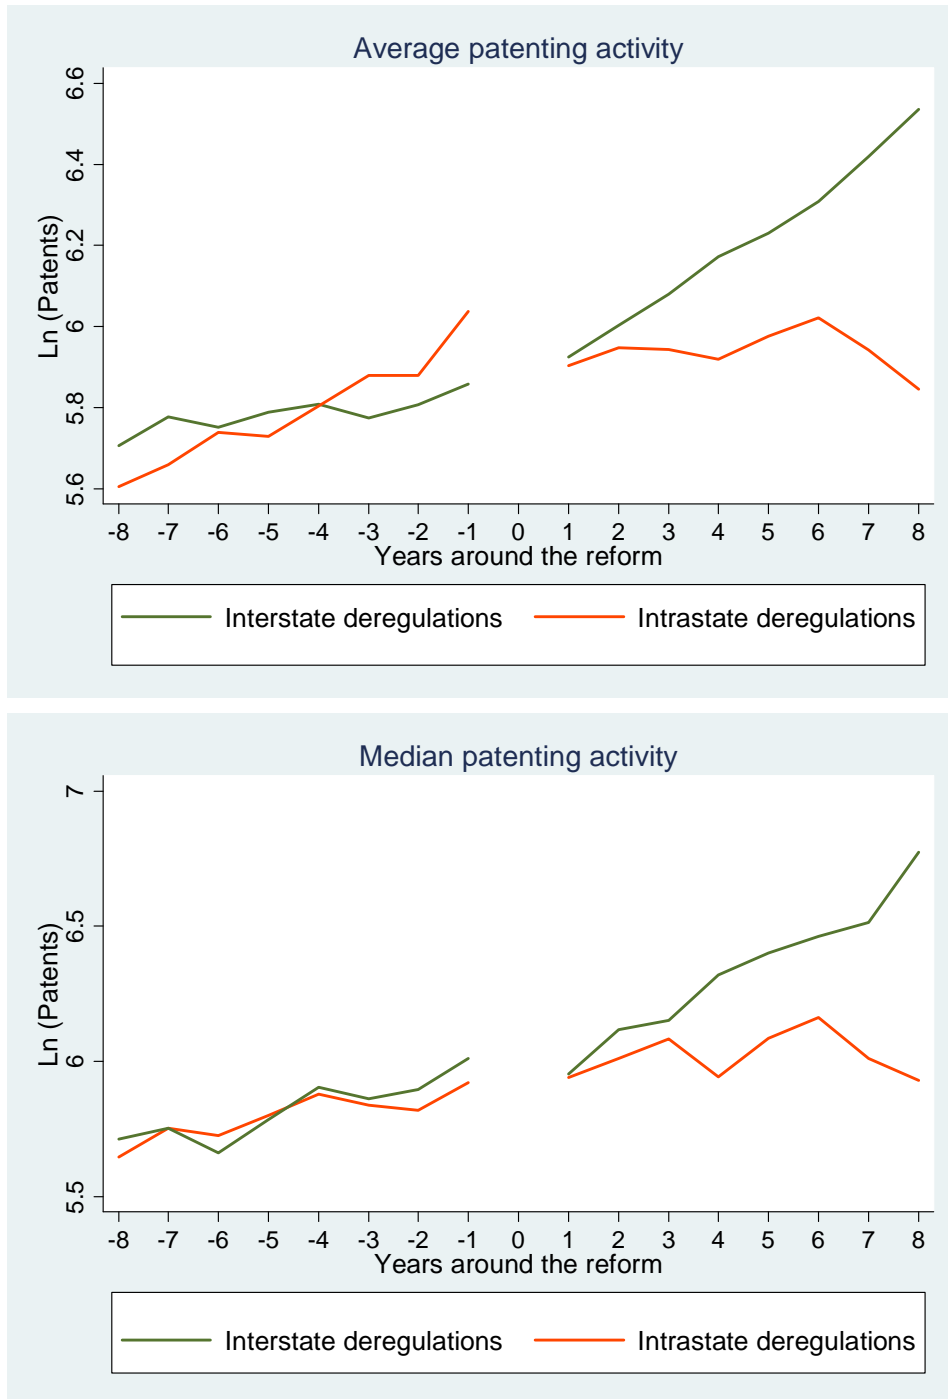 Average patenting activity
Ln (Patents)
6.6
6.4
6.2
6
5.8
5.6
-8 -7 -6 -5 -4 -3 -2 -1 0 1 2 3 4 5 6 7 8
Years around the reform
Interstate deregulations Intrastate deregulations
Median patenting activity
Ln (Patents)
7
6.5
6
5.5
-8 -7 -6 -5 -4 -3 -2 -1 0 1 2 3 4 5 6 7 8
Years around the reform
Interstate deregulations Intrastate deregulations